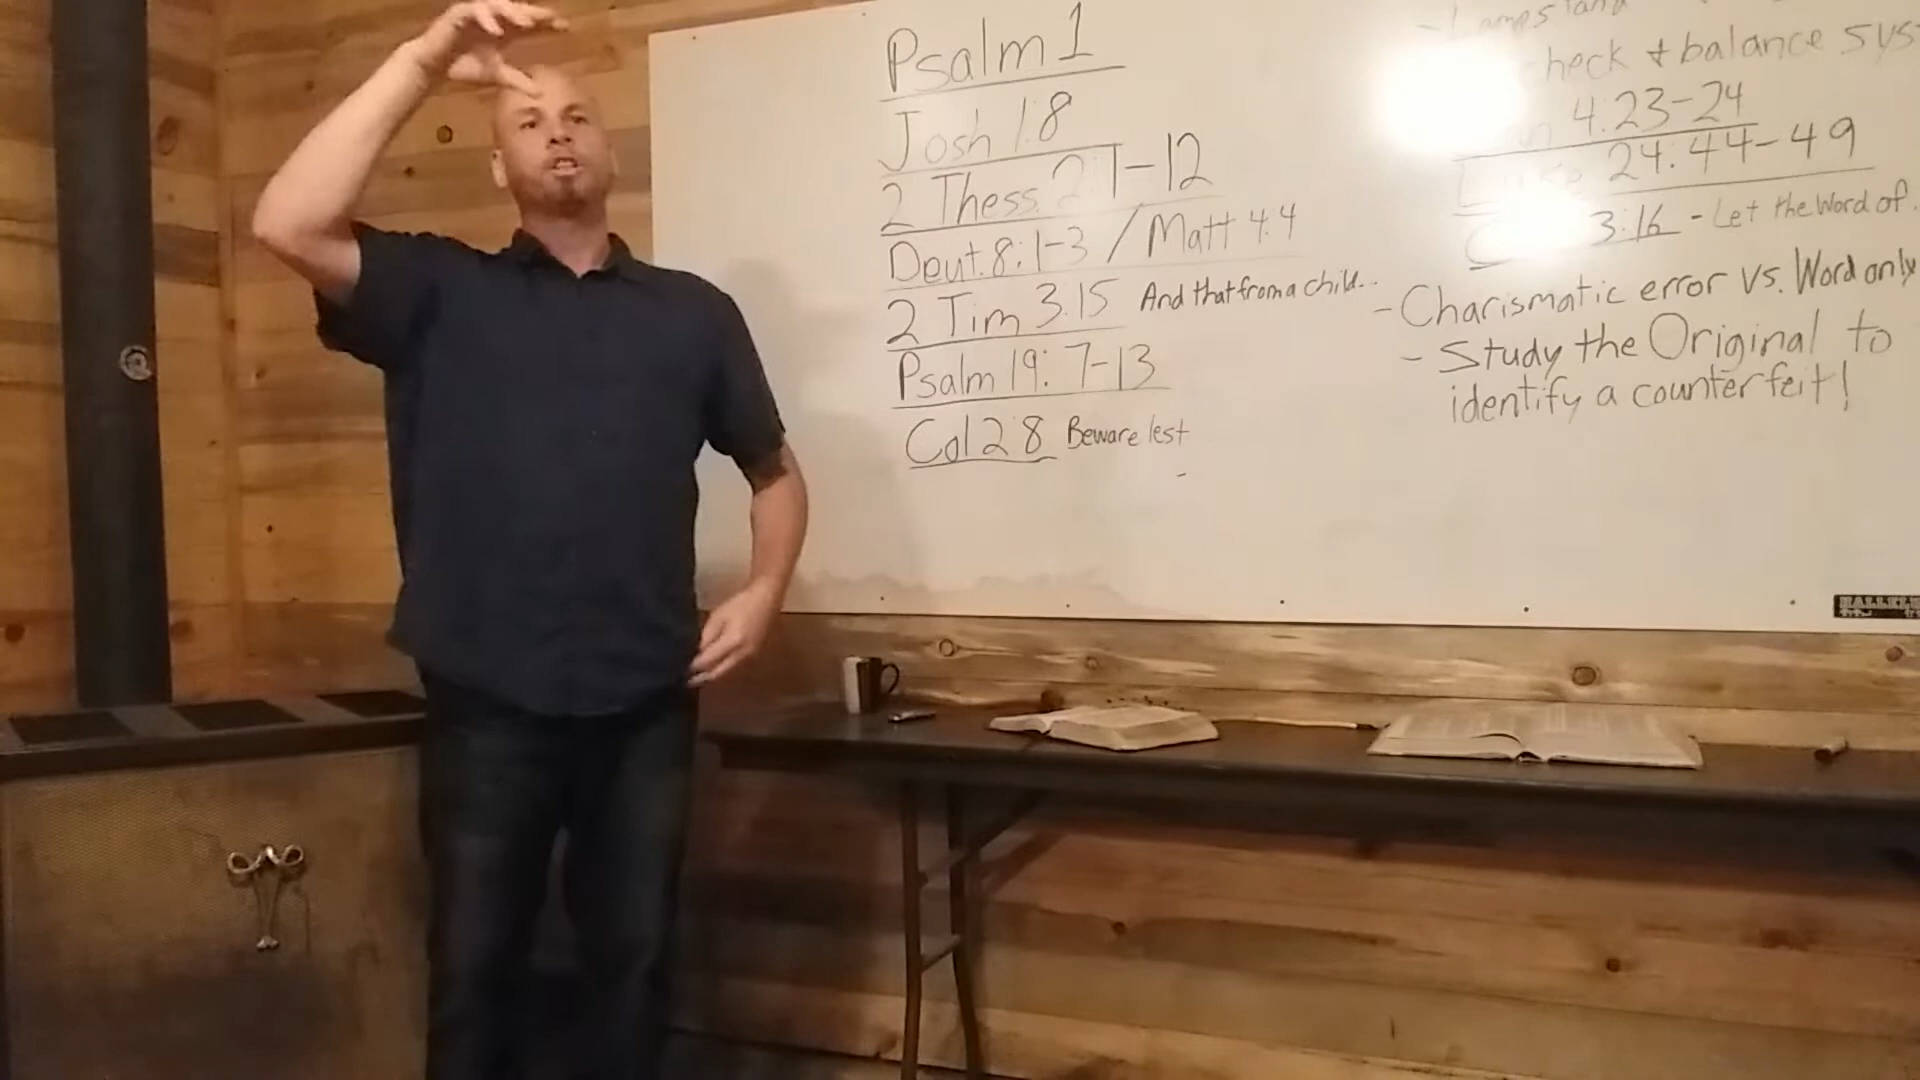 Psalm 1
Josh 1:8
2 Thess 2:1-12
Deut. 8:1-3 / Matt 4:4
2 Tim 3:15 And that from a child...
Psalm 19: 7-13
Col 2:8 Beware lest
-
- Lampstand
check + balance sys
4:23-24
24:44-49
3:16 - Let the Word of
- Charismatic error vs. Word only
- Study the Original to
identify a counterfeit!